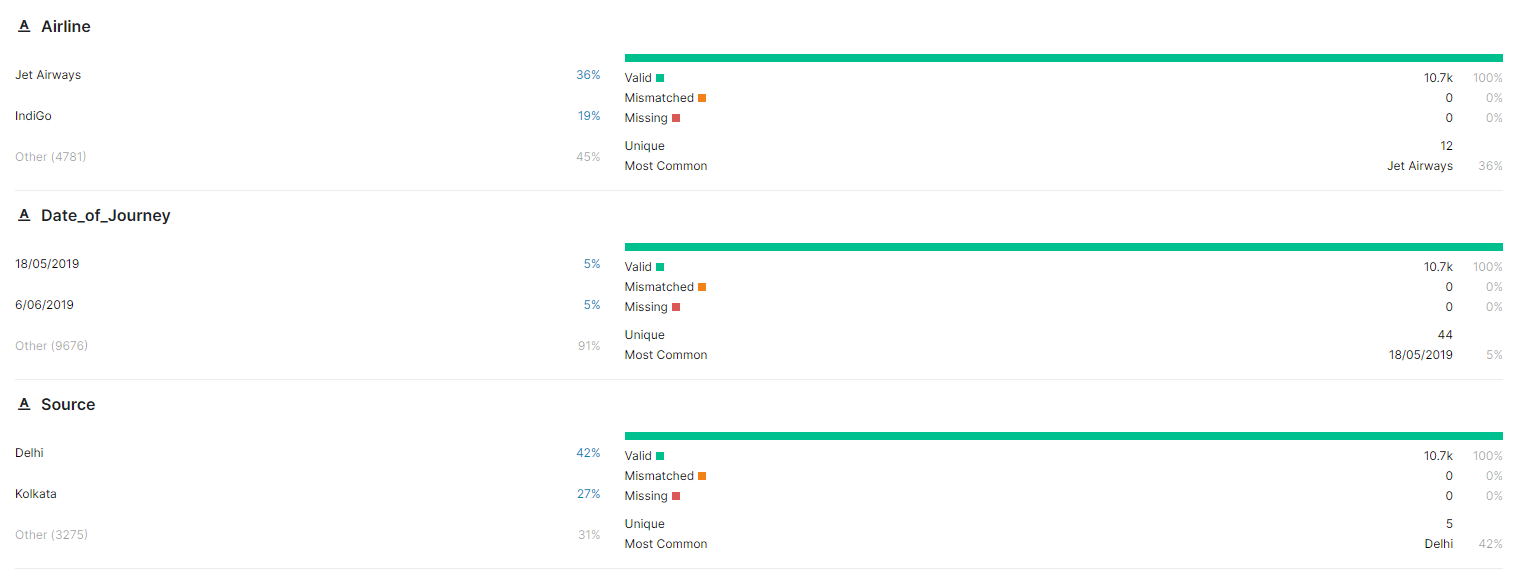 A Airline
Jet Airways 36%
IndiGo 19%
Other (4781) 45%
Valid 10.7k 100%
Mismatched 0 0%
Missing 0 0%
Unique 12
Most Common Jet Airways 36%
A Date_of_Journey
18/05/2019 5%
6/06/2019 5%
Other (9676) 91%
Valid 10.7k 100%
Mismatched 0 0%
Missing 0 0%
Unique 44
Most Common 18/05/2019 5%
A Source
Delhi 42%
Kolkata 27%
Other (3275) 31%
Valid 10.7k 100%
Mismatched 0 0%
Missing 0 0%
Unique 5
Most Common Delhi 42%